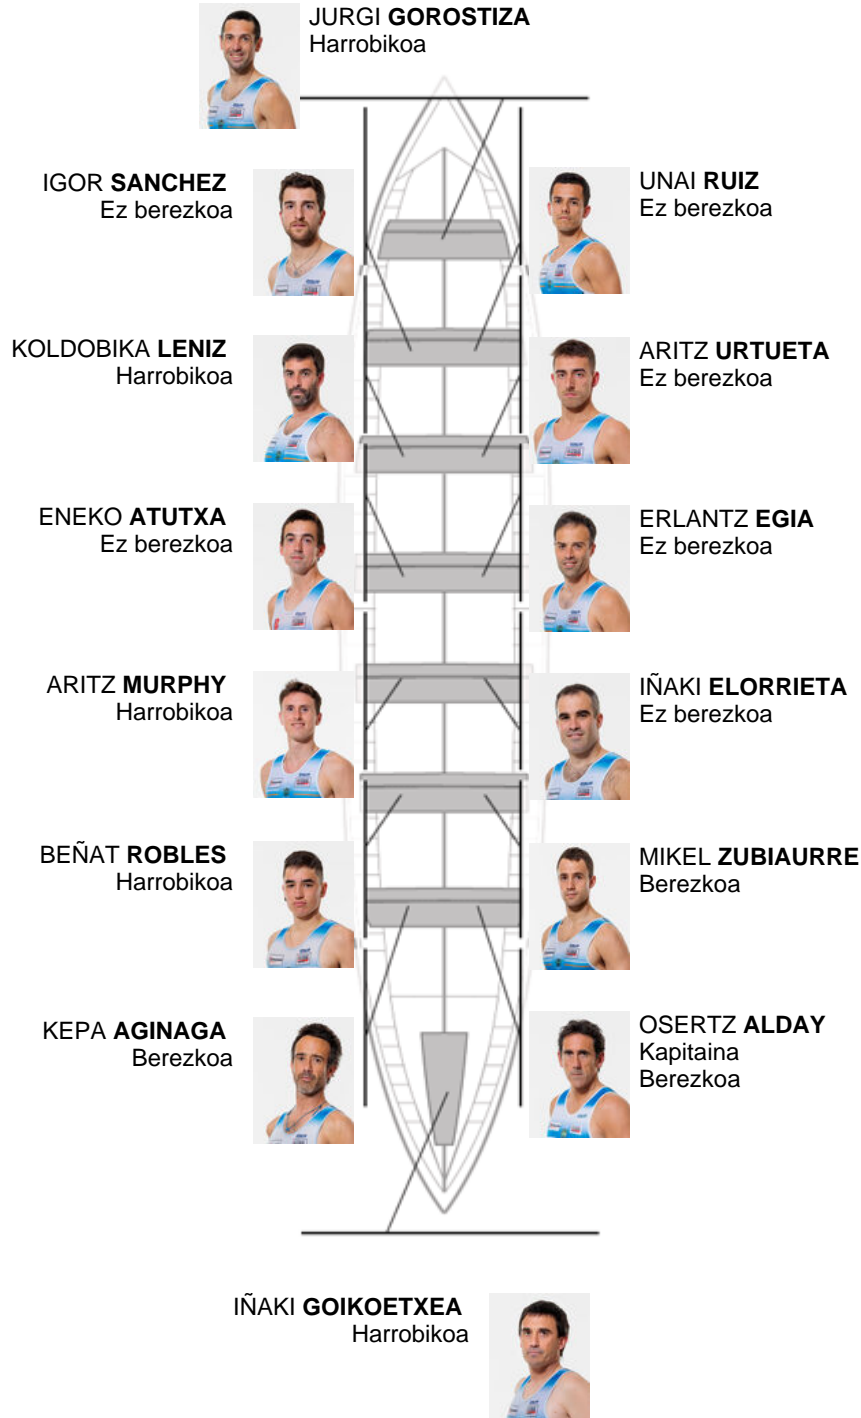 JURGI GOROSTIZA
Harrobikoa
IGOR SANCHEZ
Ez berezkoa
UNAI RUIZ
Ez berezkoa
KOLDOBIKA LENIZ
Harrobikoa
ARITZ URTUETA
Ez berezkoa
ENEKO ATUTXA
Ez berezkoa
ERLANTZ EGIA
Ez berezkoa
ARITZ MURPHY
Harrobikoa
IÑAKI ELORRIETA
Ez berezkoa
BEÑAT ROBLES
Harrobikoa
MIKEL ZUBIAURRE
Berezkoa
KEPA AGINAGA
Berezkoa
OSERTZ ALDAY
Kapitaina
Berezkoa
IÑAKI GOIKOETXEA
Harrobikoa